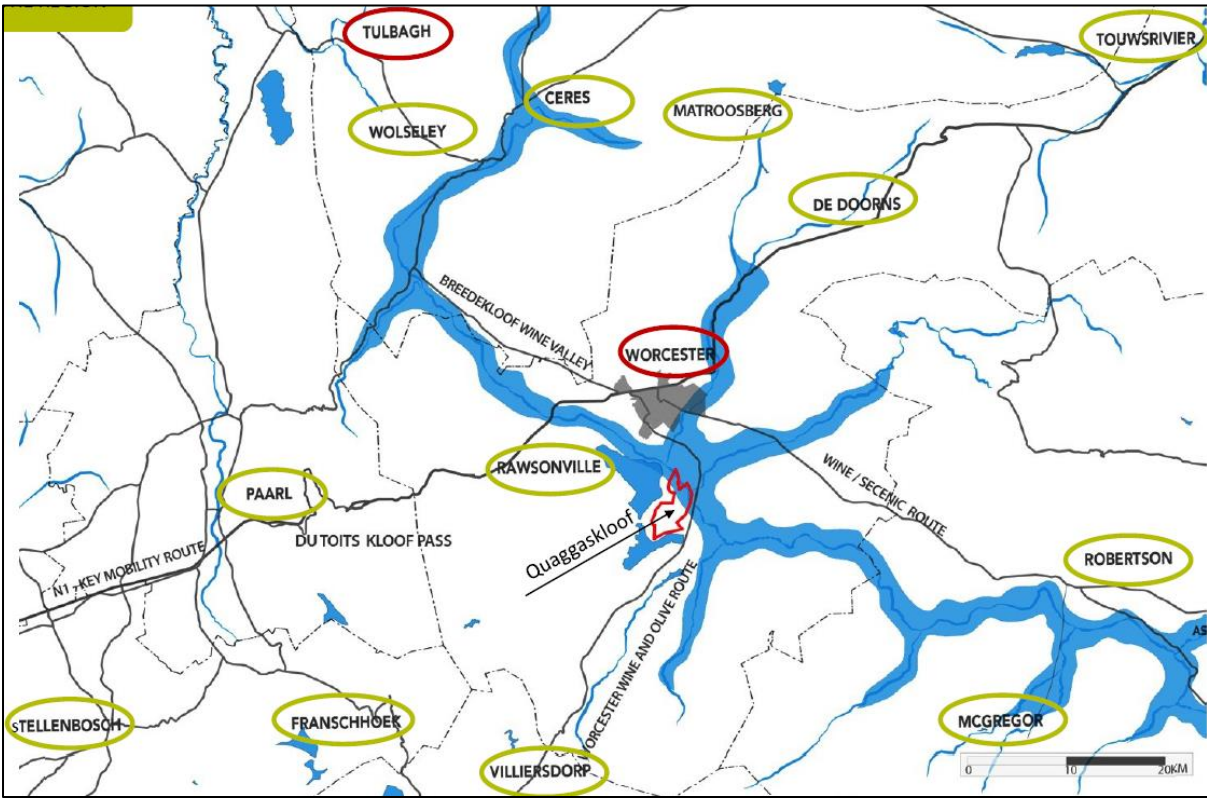 REGION
TULBAGH
TOUWSRIVIER
CERES
MATROOSBERG
WOLSELEY
DE DOORNS
BREEDEKLOOF WINE VALLEY
WORCESTER
RAWSONVILLE
WINE / SECENIC ROUTE
PAARL
Quaggaskloof
DU TOITS KLOOF PASS
N1 - KEY MOBILITY ROUTE
ROBERTSON
WORCESTER WINE AND OLIVE ROUTE
AS
STELLENBOSCH
FRANSCHHOEK
MCGREGOR
VILLIERSDORP
0 10 20KM